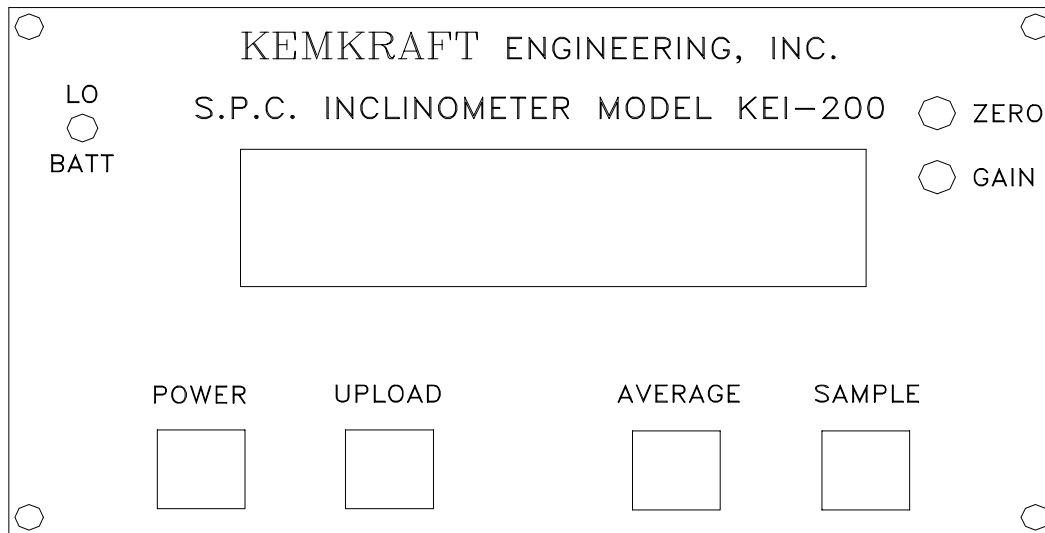 KEMKRAFT ENGINEERING, INC.
LO
BATT
S.P.C. INCLINOMETER MODEL KEI-200
ZERO
GAIN
POWER
UPLOAD
AVERAGE
SAMPLE